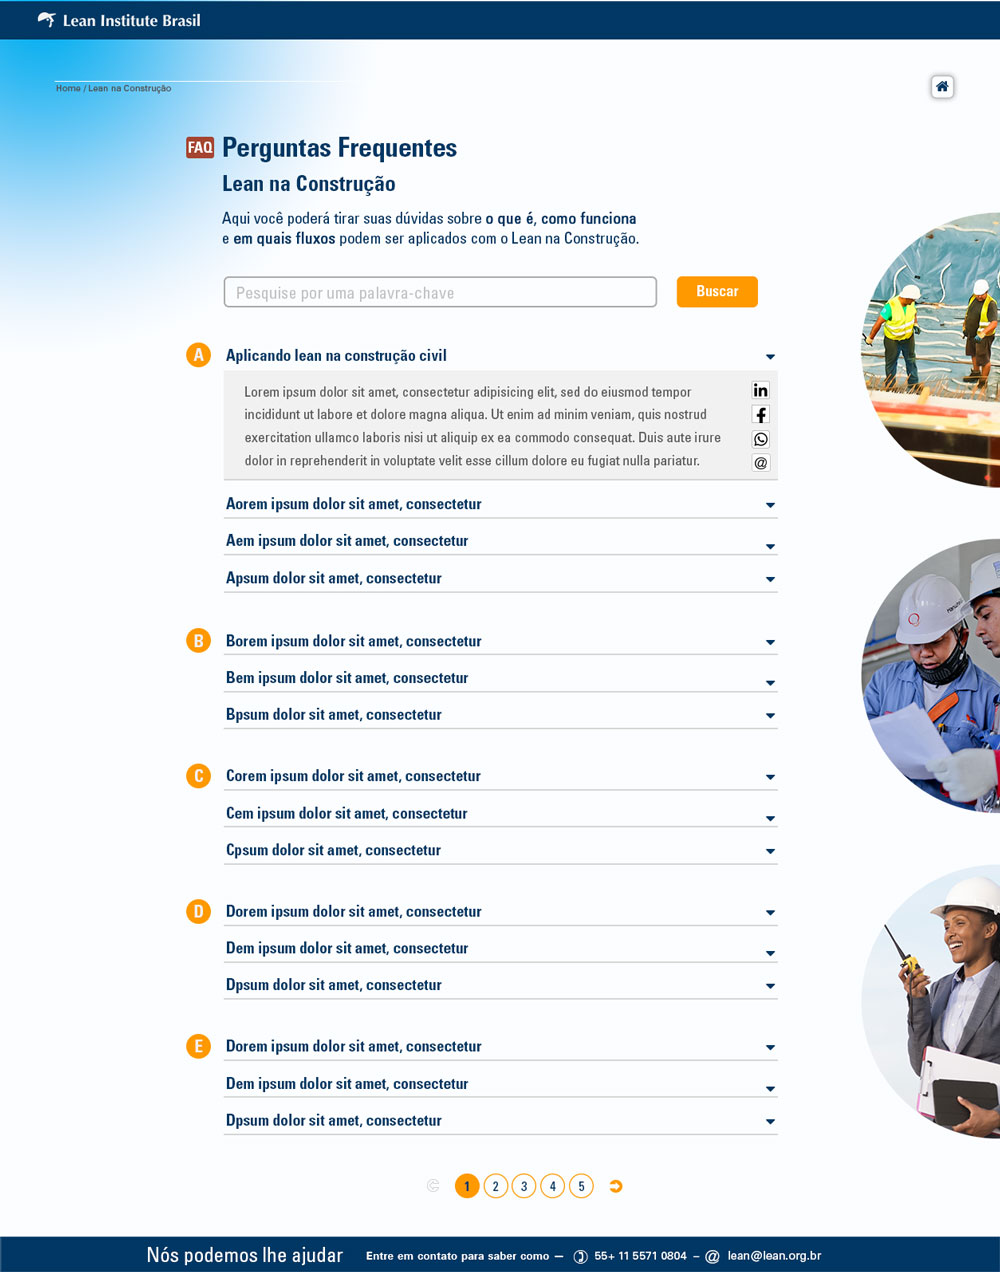 Lean Institute Brasil
Home / Lean na Construção
FAQ Perguntas Frequentes
Lean na Construção
Aqui você poderá tirar suas dúvidas sobre o que é, como funciona
e em quais fluxos podem ser aplicados com o Lean na Construção.
Pesquise por uma palavra-chave
Buscar
A Aplicando lean na construção civil
Lorem ipsum dolor sit amet, consectetur adipisicing elit, sed do eiusmod tempor
incididunt ut labore et dolore magna aliqua. Ut enim ad minim veniam, quis nostrud
exercitation ullamco laboris nisi ut aliquip ex ea commodo consequat. Duis aute irure
dolor in reprehenderit in voluptate velit esse cillum dolore eu fugiat nulla pariatur.
in
f
@
Aorem ipsum dolor sit amet, consectetur
Aem ipsum dolor sit amet, consectetur
Apsum dolor sit amet, consectetur
B Borem ipsum dolor sit amet, consectetur
Bem ipsum dolor sit amet, consectetur
Bpsum dolor sit amet, consectetur
C Corem ipsum dolor sit amet, consectetur
Cem ipsum dolor sit amet, consectetur
Cpsum dolor sit amet, consectetur
D Dorem ipsum dolor sit amet, consectetur
Dem ipsum dolor sit amet, consectetur
Dpsum dolor sit amet, consectetur
E Dorem ipsum dolor sit amet, consectetur
Dem ipsum dolor sit amet, consectetur
Dpsum dolor sit amet, consectetur
1 2 3 4 5
Nós podemos lhe ajudar Entre em contato para saber como — 55+ 11 5571 0804 – @ lean@lean.org.br